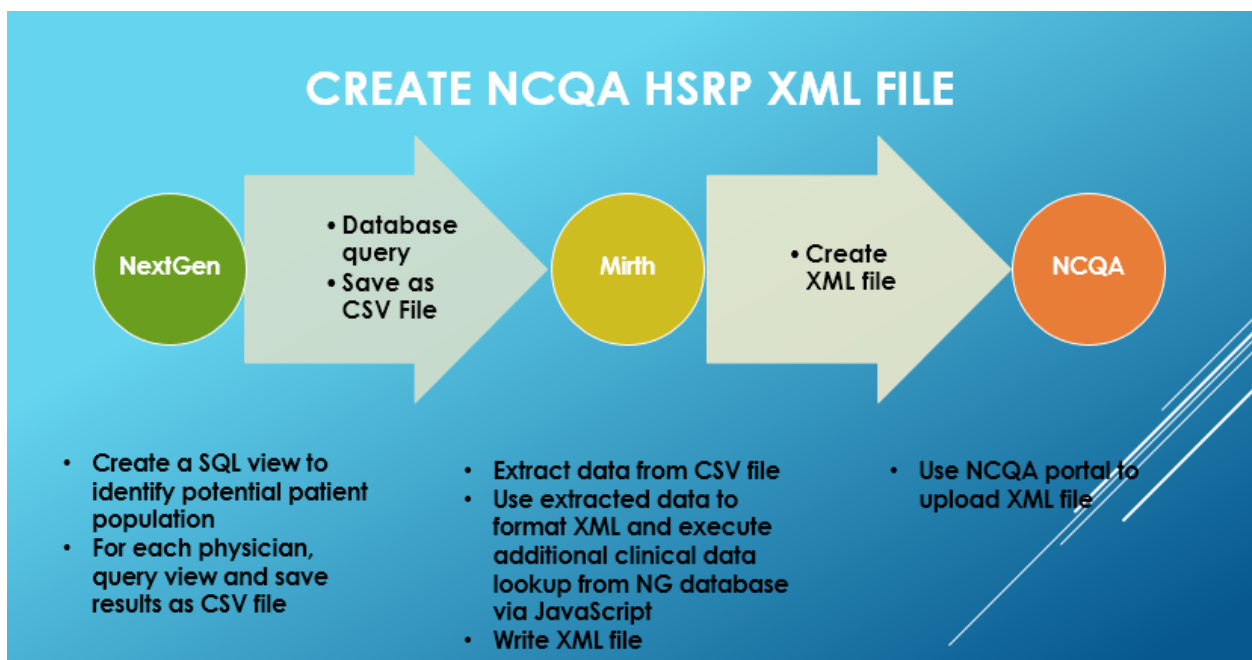 CREATE NCQA HSRP XML FILE
NextGen
• Database
query
• Save as
CSV File
Mirth
• Create
XML file
NCQA
• Create a SQL view to
identify potential patient
population
• For each physician,
query view and save
results as CSV file
• Extract data from CSV file
• Use extracted data to
format XML and execute
additional clinical data
lookup from NG database
via JavaScript
• Write XML file
• Use NCQA portal to
upload XML file